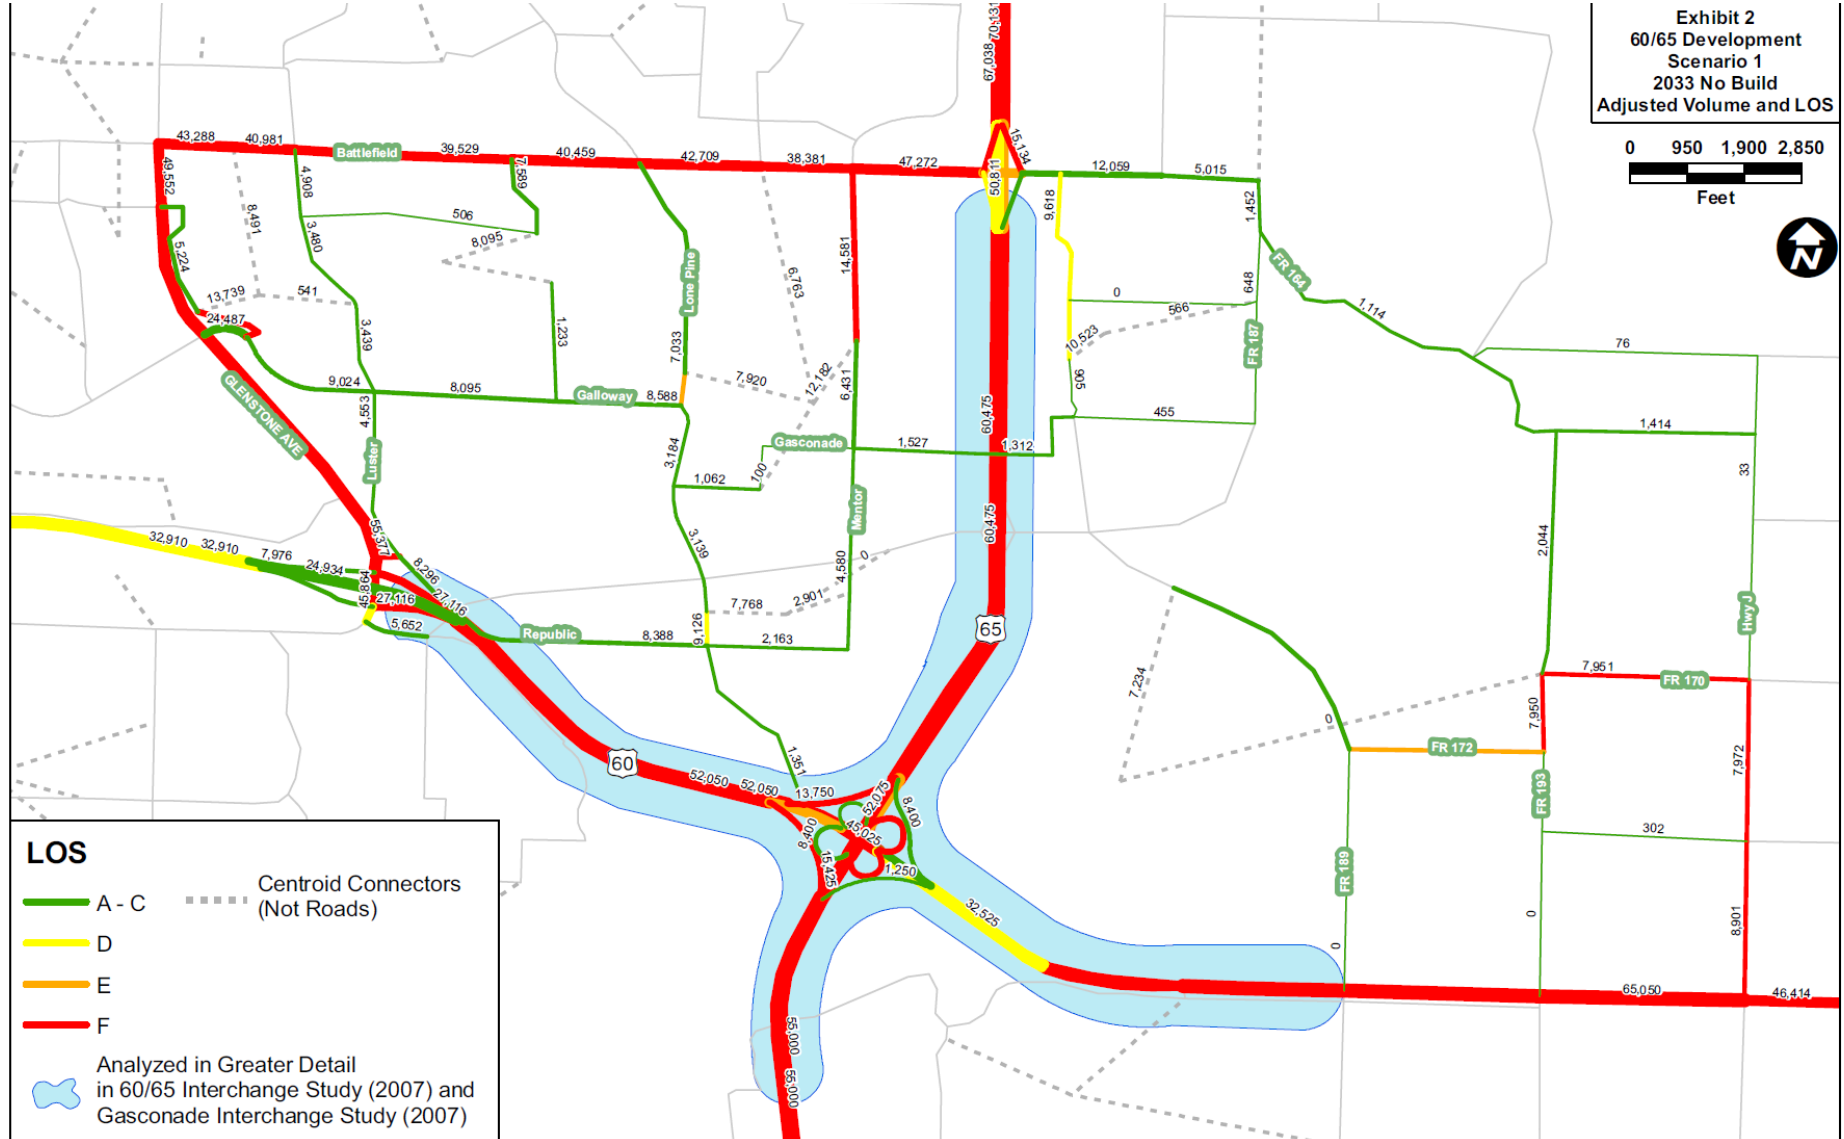 Exhibit 2
60/65 Development
Scenario 1
2033 No Build
Adjusted Volume and LOS
0 950 1,900 2,850
Feet
N
67,038 70,131
43,288 40,981 Battlefield 39,529 40,459 42,709 38,381 47,272
15,134
50,811
12,059 5,015
49,552
4,908
7,589
8,491
506
3,480
8,095
5,224
13,739
541
24,487
3,439
1,233
Lone Pine
7,033
6,763
14,581
9,618
1,452
FR 164
648
0
566
1,114
10,523
FR 187
905
455
76
1,414
33
GLENSTONE AVE
9,024
8,095
Galloway
8,588
7,920
12,182
6,431
4,553
Luster
3,184
Gasconade
1,527
1,312
60,475
60,475
1,062
100
Mentor
3,139
4,580
0
2,044
Hwy J
32,910 32,910
7,976
24,934
55,377
8,296
45,864
27,116
27,116
5,652
Republic
8,388
9,126
7,768
2,901
2,163
65
7,234
0
7,951
FR 170
7,950
FR 172
7,972
FR 193
302
FR 189
0
0
8,901
60
1,351
52,050
52,050
13,750
52,075
8,400
8,400
45,025
15,425
1,250
32,525
65,050
46,414
55,000
55,000
LOS
A - C
D
E
F
Centroid Connectors
(Not Roads)
Analyzed in Greater Detail
in 60/65 Interchange Study (2007) and
Gasconade Interchange Study (2007)